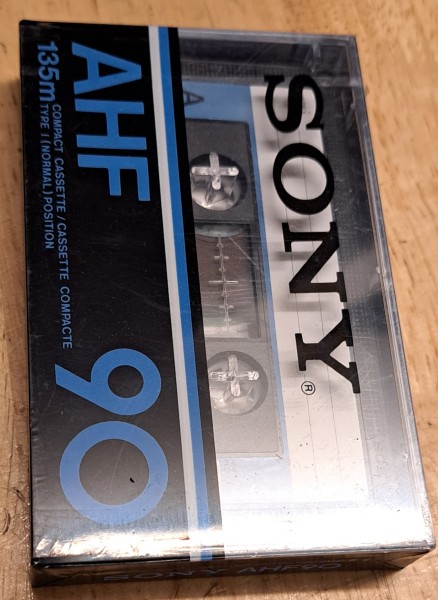 SONY®
A
AHF 90
COMPACT CASSETTE/CASSETTE COMPACTE
135m TYPE I (NORMAL) POSITION
SONY AHF90